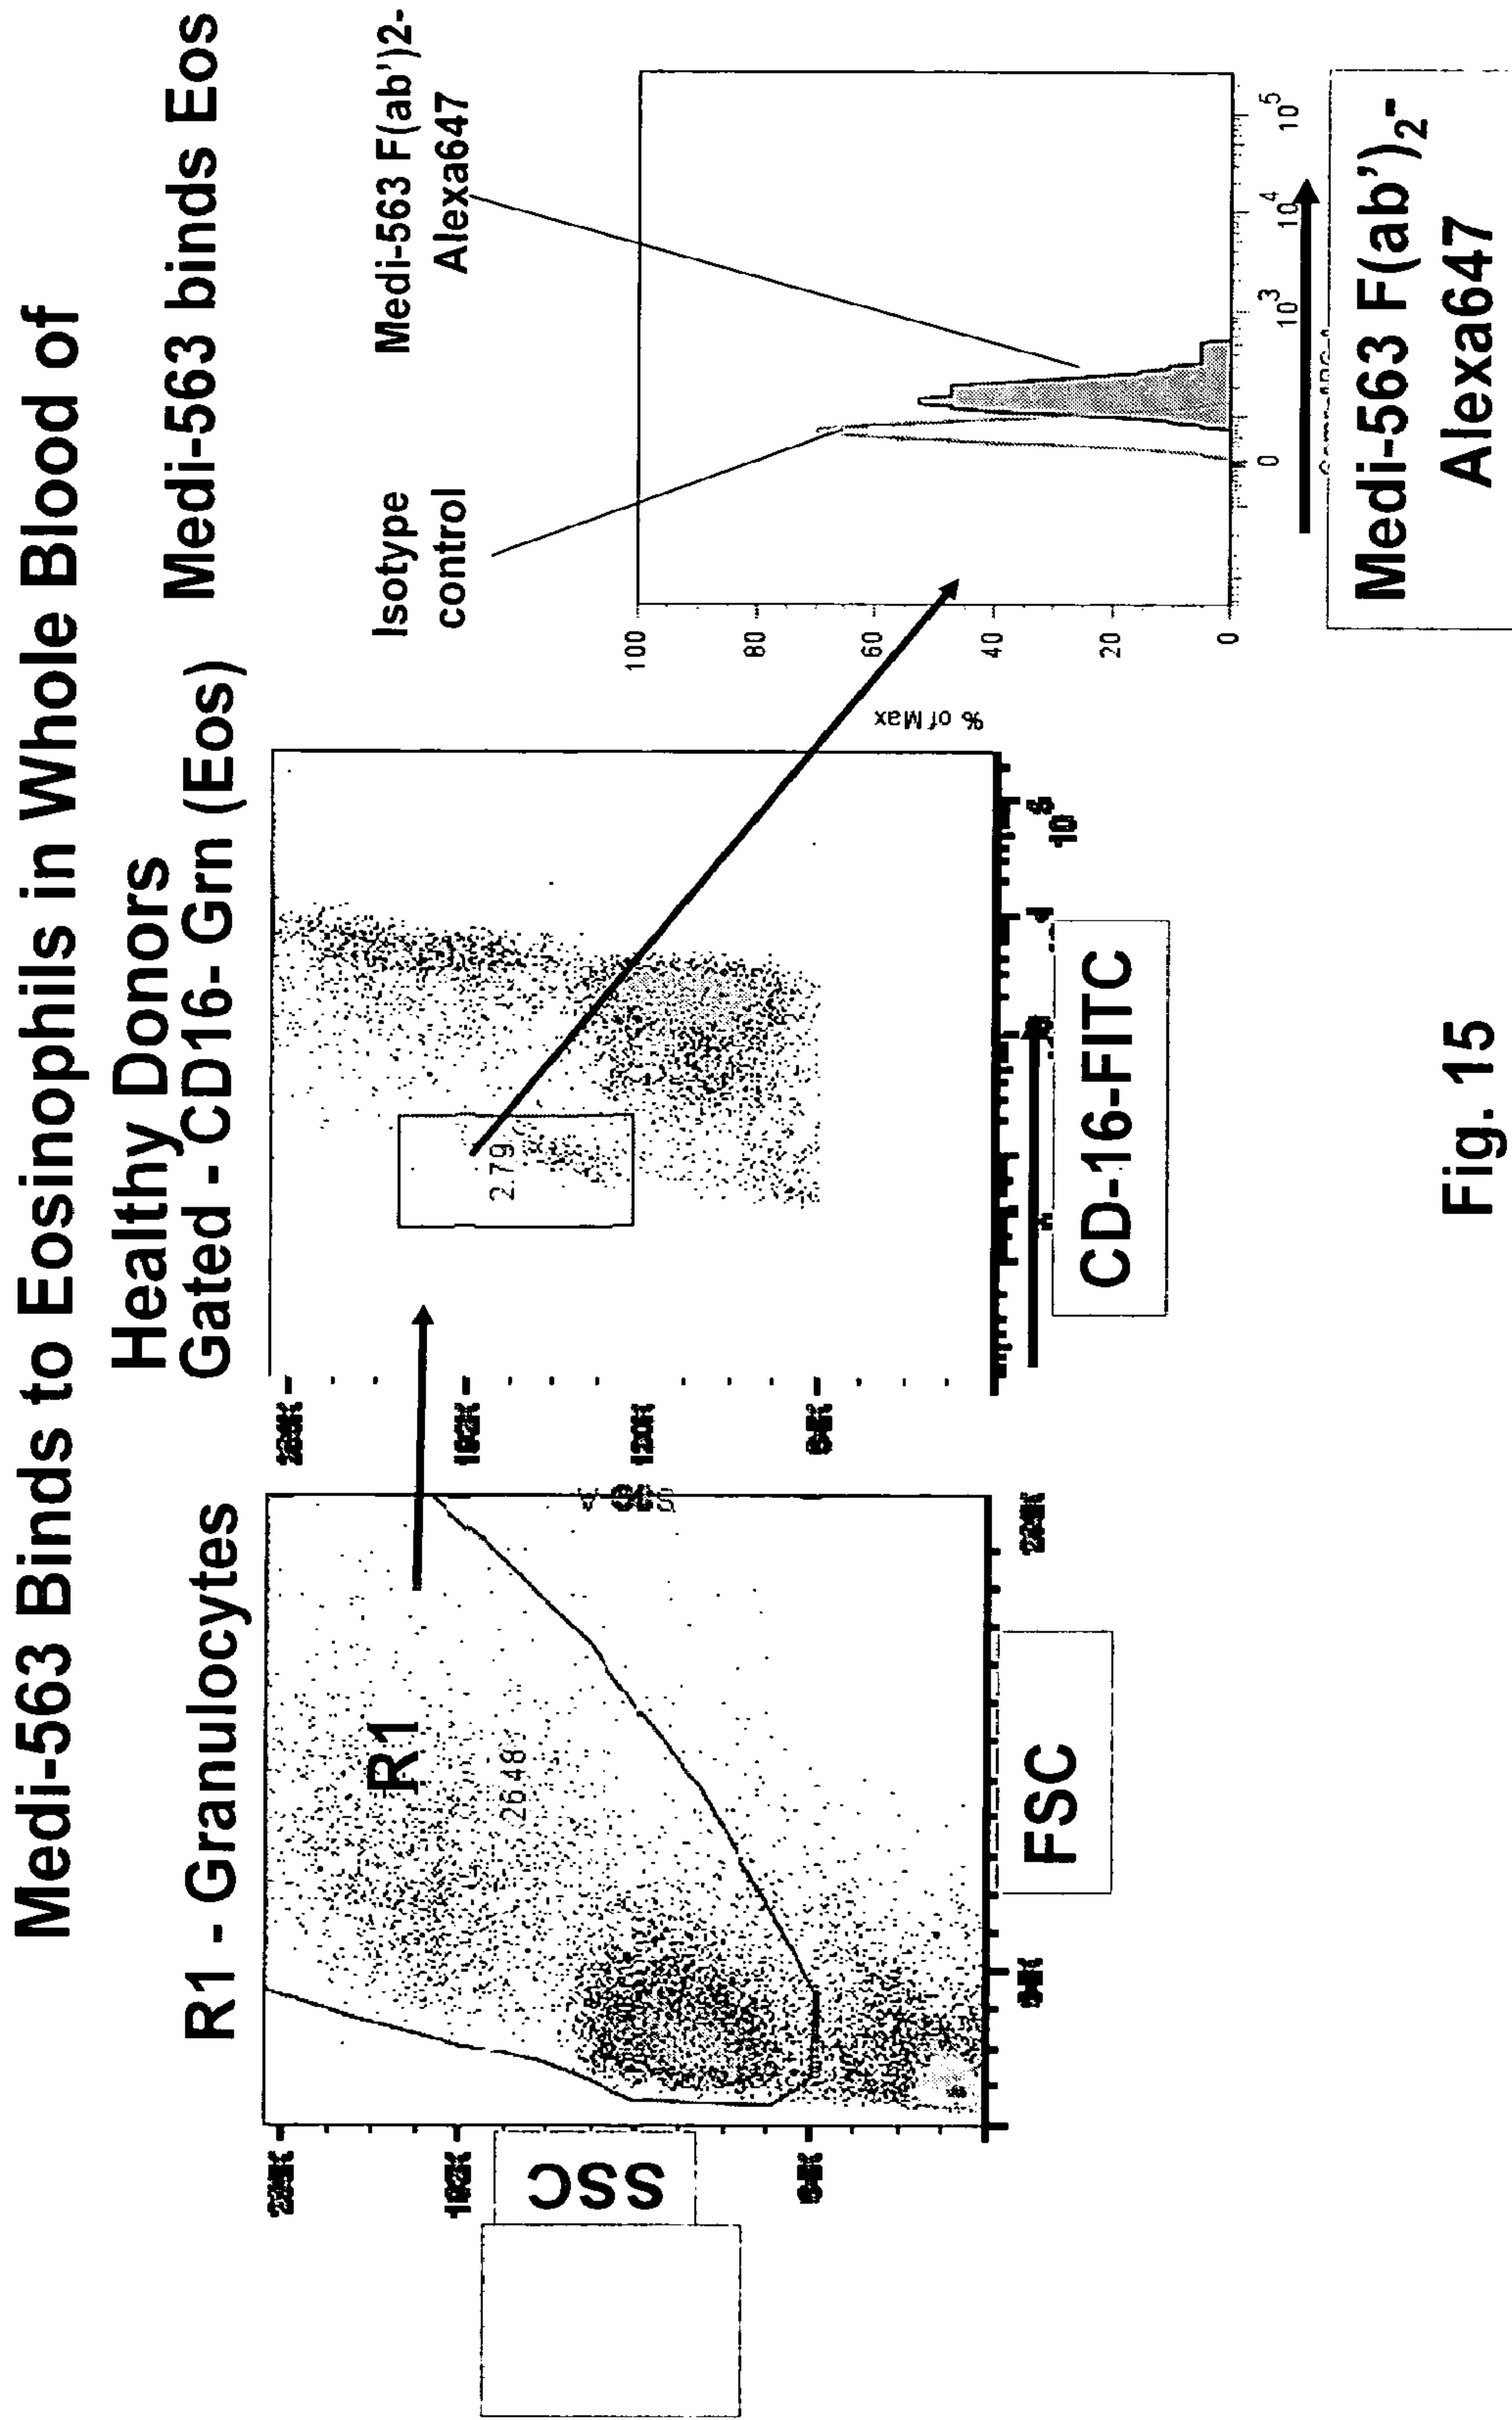 Medi-563 Binds to Eosinophils in Whole Blood of
Healthy Donors
R1 - Granulocytes
Gated - CD16- Grn (Eos)
Medi-563 binds Eos
SSC
192K
R1
26.48
FSC
192K
2.79
10
CD-16-FITC
Isotype
control
Medi-563 F(ab')2-
Alexa647
% of Max
100
80
60
40
20
0
0
10³
10⁴
10⁵
Medi-563 F(ab')₂-
Alexa647
Fig. 15